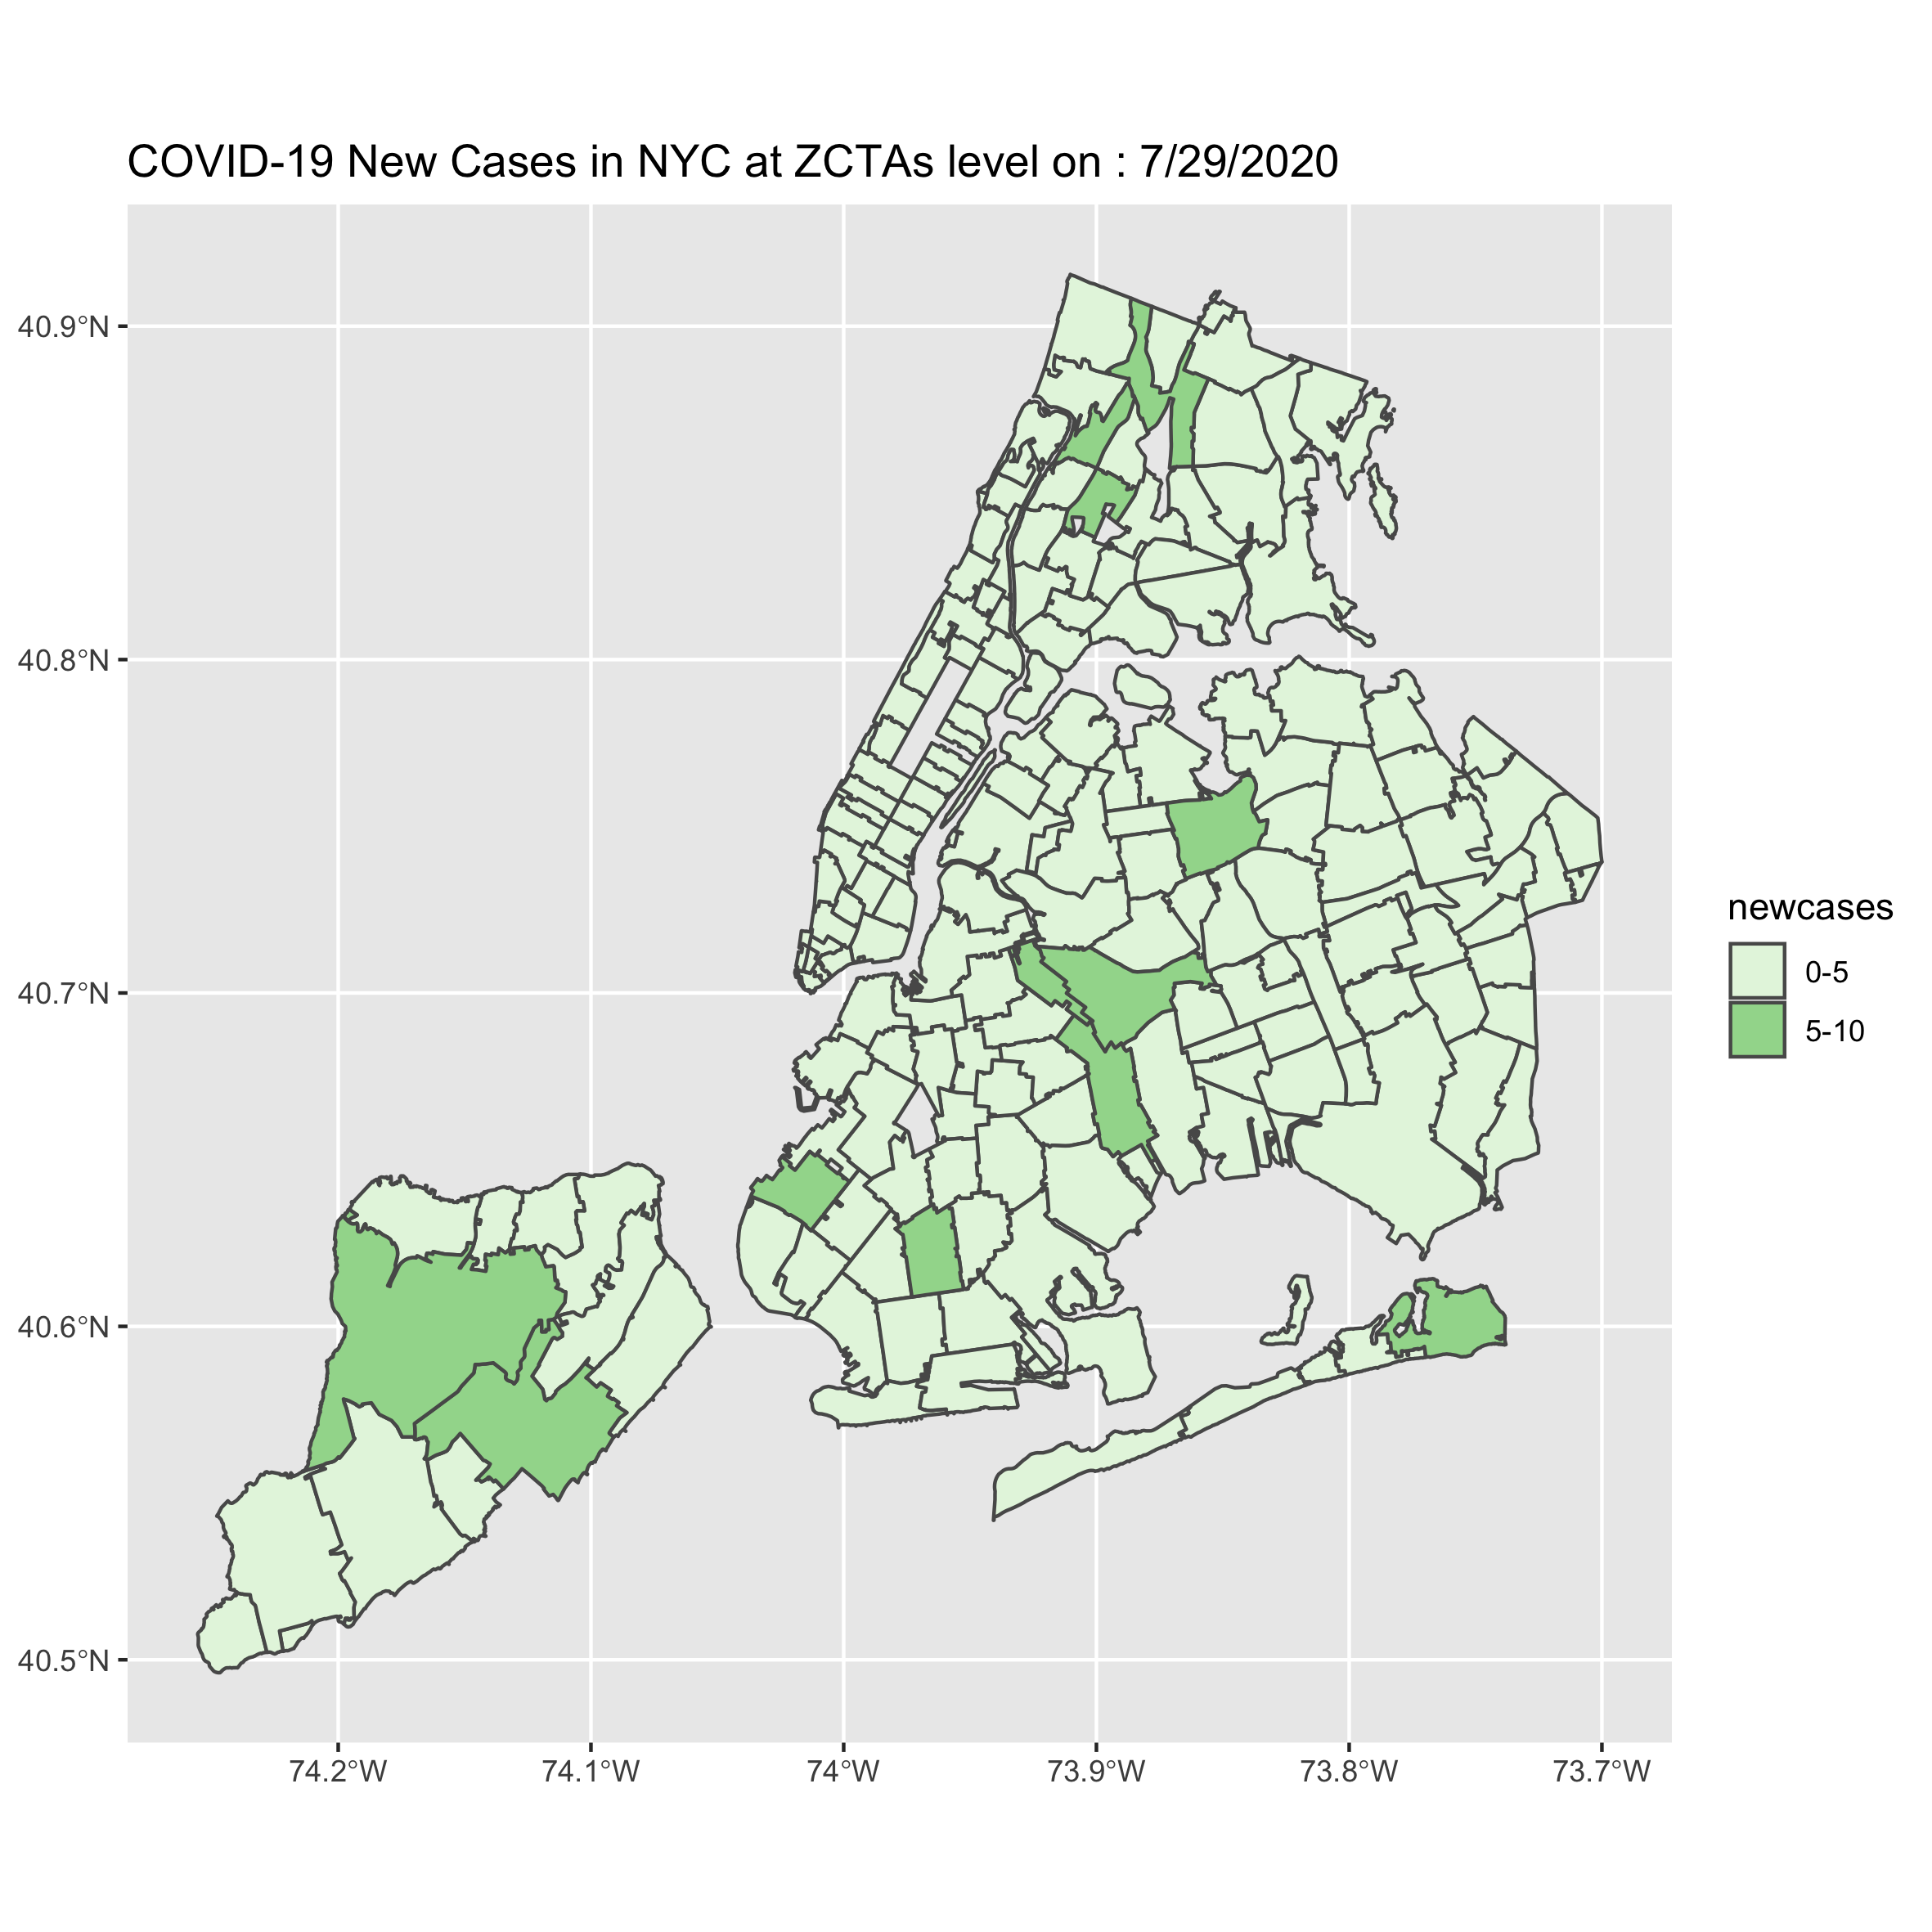 COVID-19 New Cases in NYC at ZCTAs level on : 7/29/2020
40.9°N
40.8°N
40.7°N
40.6°N
40.5°N
74.2°W
74.1°W
74°W
73.9°W
73.8°W
73.7°W
newcases
0-5
5-10